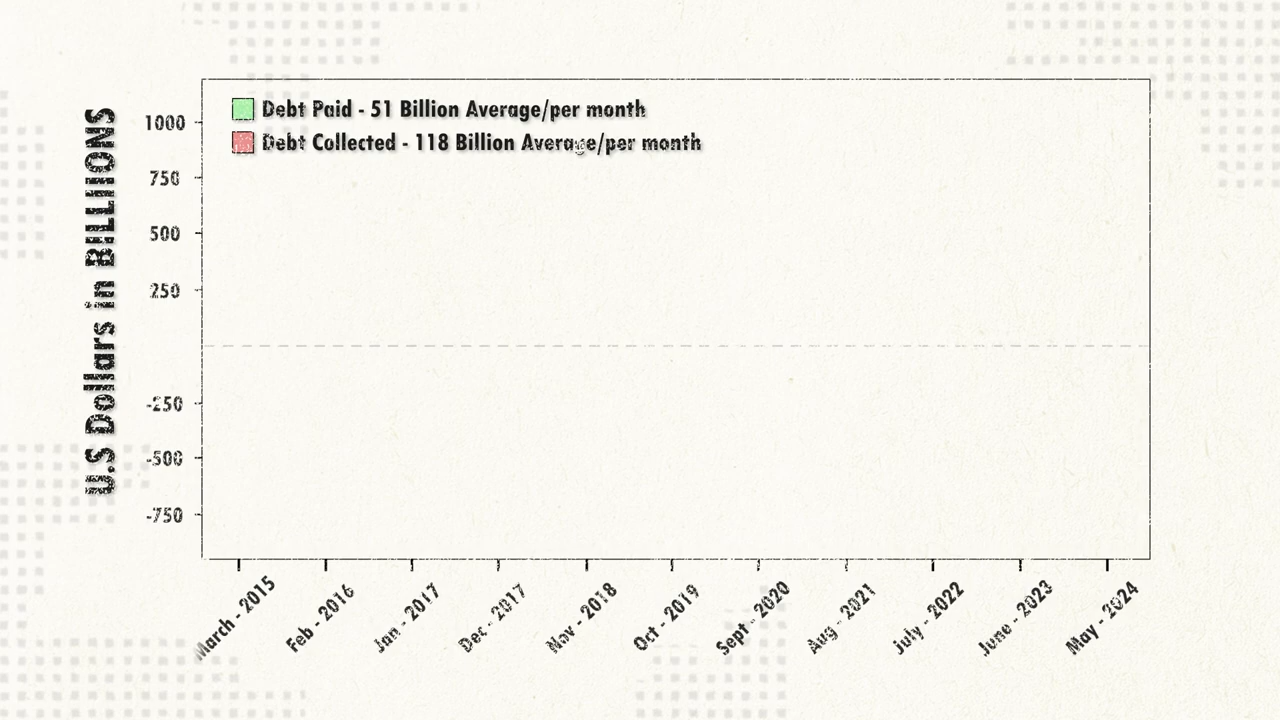 Debt Paid - 51 Billion Average/per month
Debt Collected - 118 Billion Average/per month
U.S Dollars in BILLIONS
1000
750
500
250
-250
-500
-750
March - 2015
Feb - 2016
Jan - 2017
Dec - 2017
Nov - 2018
Oct - 2019
Sept - 2020
Aug - 2021
July - 2022
June - 2023
May - 2024